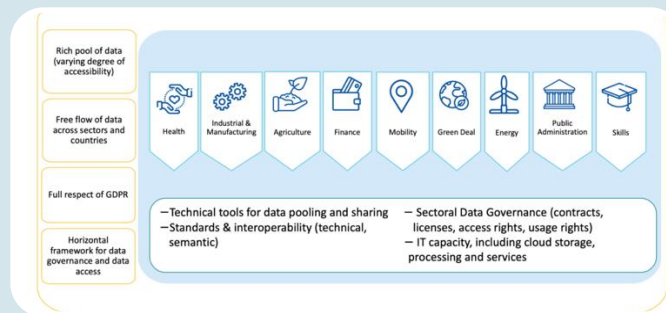 Rich pool of data
(varying degree of
accessibility)
Free flow of data
across sectors and
countries
Full respect of GDPR
Horizontal
framework for data
governance and data
access
Health
Industrial &
Manufacturing
Agriculture
Finance
Mobility
Green Deal
Energy
Public
Administration
Skills
–Technical tools for data pooling and sharing
–Standards & interoperability (technical,
semantic)
– Sectoral Data Governance (contracts,
licenses, access rights, usage rights)
– IT capacity, including cloud storage,
processing and services